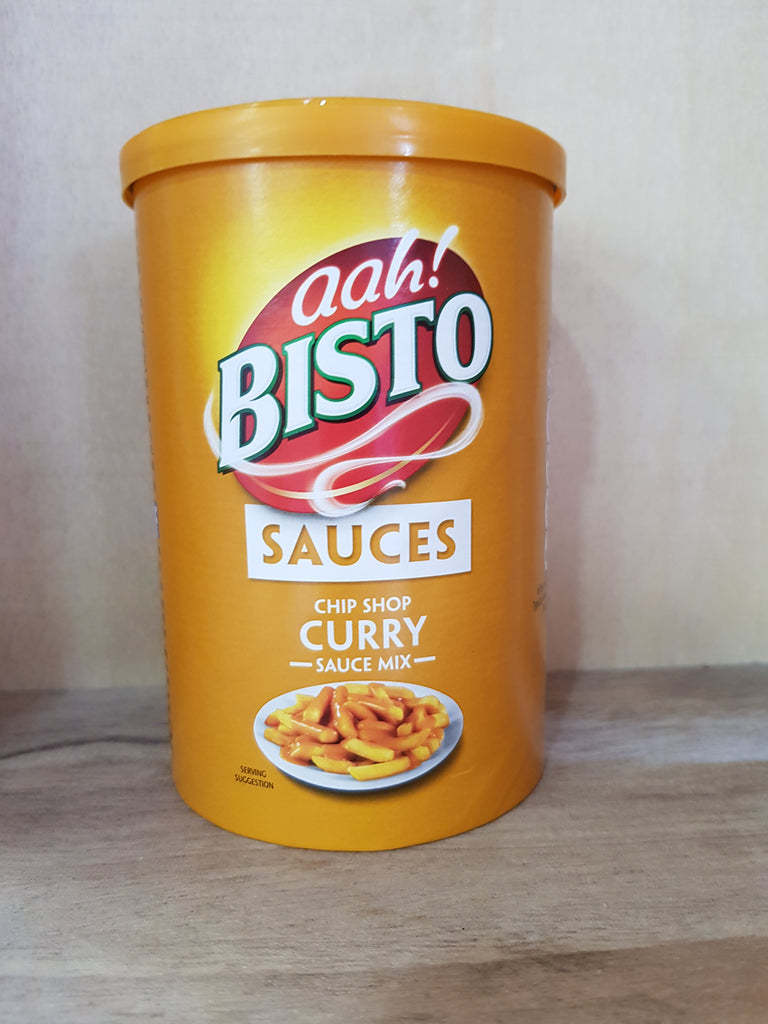 aah!
BISTO
SAUCES
CHIP SHOP
CURRY
SAUCE MIX
SERVING
SUGGESTION